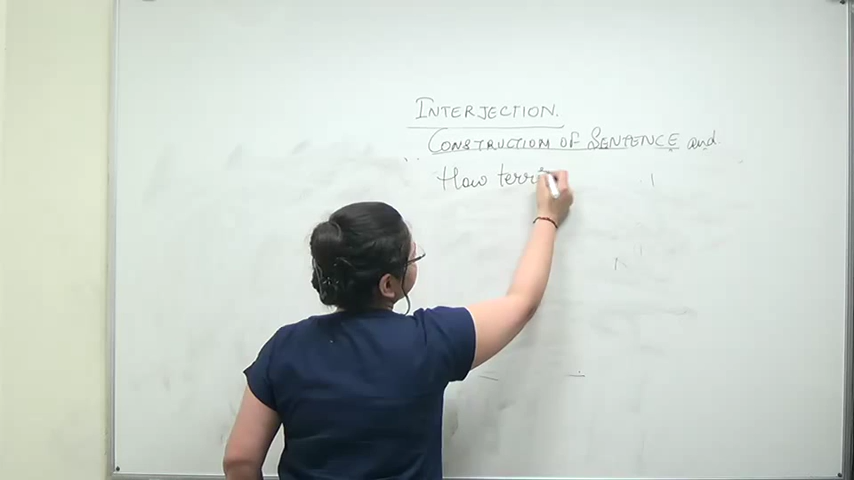 INTERJECTION.
CONSTRUCTION OF SENTENCE and
How terri